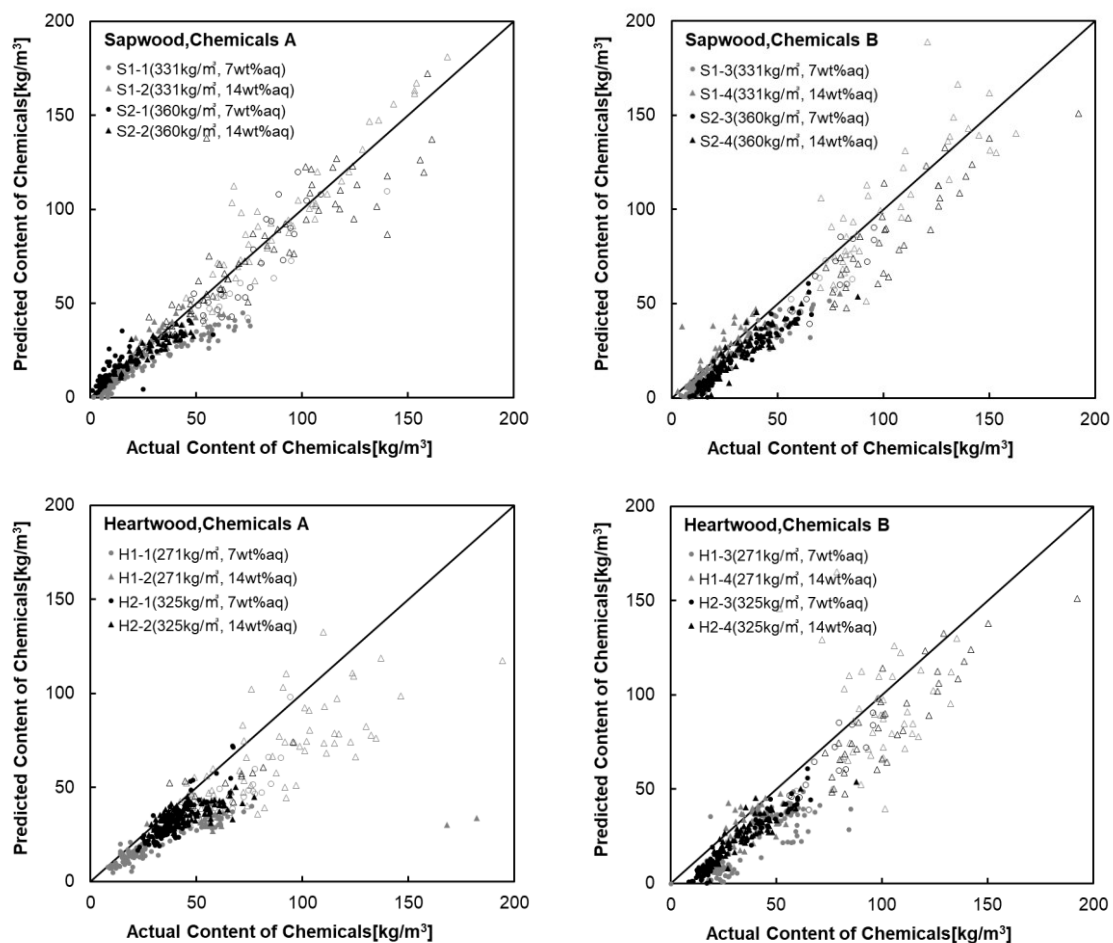 200
150
100
50
0
Predicted Content of Chemicals[kg/m³]
Sapwood,Chemicals A
S1-1(331kg/㎥, 7wt%aq)
S1-2(331kg/㎥, 14wt%aq)
S2-1(360kg/㎥, 7wt%aq)
S2-2(360kg/㎥, 14wt%aq)
0 50 100 150 200
Actual Content of Chemicals[kg/m³]
200
150
100
50
0
Predicted Content of Chemicals[kg/m³]
Sapwood,Chemicals B
S1-3(331kg/㎥, 7wt%aq)
S1-4(331kg/㎥, 14wt%aq)
S2-3(360kg/㎥, 7wt%aq)
S2-4(360kg/㎥, 14wt%aq)
0 50 100 150 200
Actual Content of Chemicals[kg/m³]
200
150
100
50
0
Predicted Content of Chemicals[kg/m³]
Heartwood,Chemicals A
H1-1(271kg/㎥, 7wt%aq)
H1-2(271kg/㎥, 14wt%aq)
H2-1(325kg/㎥, 7wt%aq)
H2-2(325kg/㎥, 14wt%aq)
0 50 100 150 200
Actual Content of Chemicals[kg/m³]
200
150
100
50
0
Predicted Content of Chemicals[kg/m³]
Heartwood,Chemicals B
H1-3(271kg/㎥, 7wt%aq)
H1-4(271kg/㎥, 14wt%aq)
H2-3(325kg/㎥, 7wt%aq)
H2-4(325kg/㎥, 14wt%aq)
0 50 100 150 200
Actual Content of Chemicals[kg/m³]